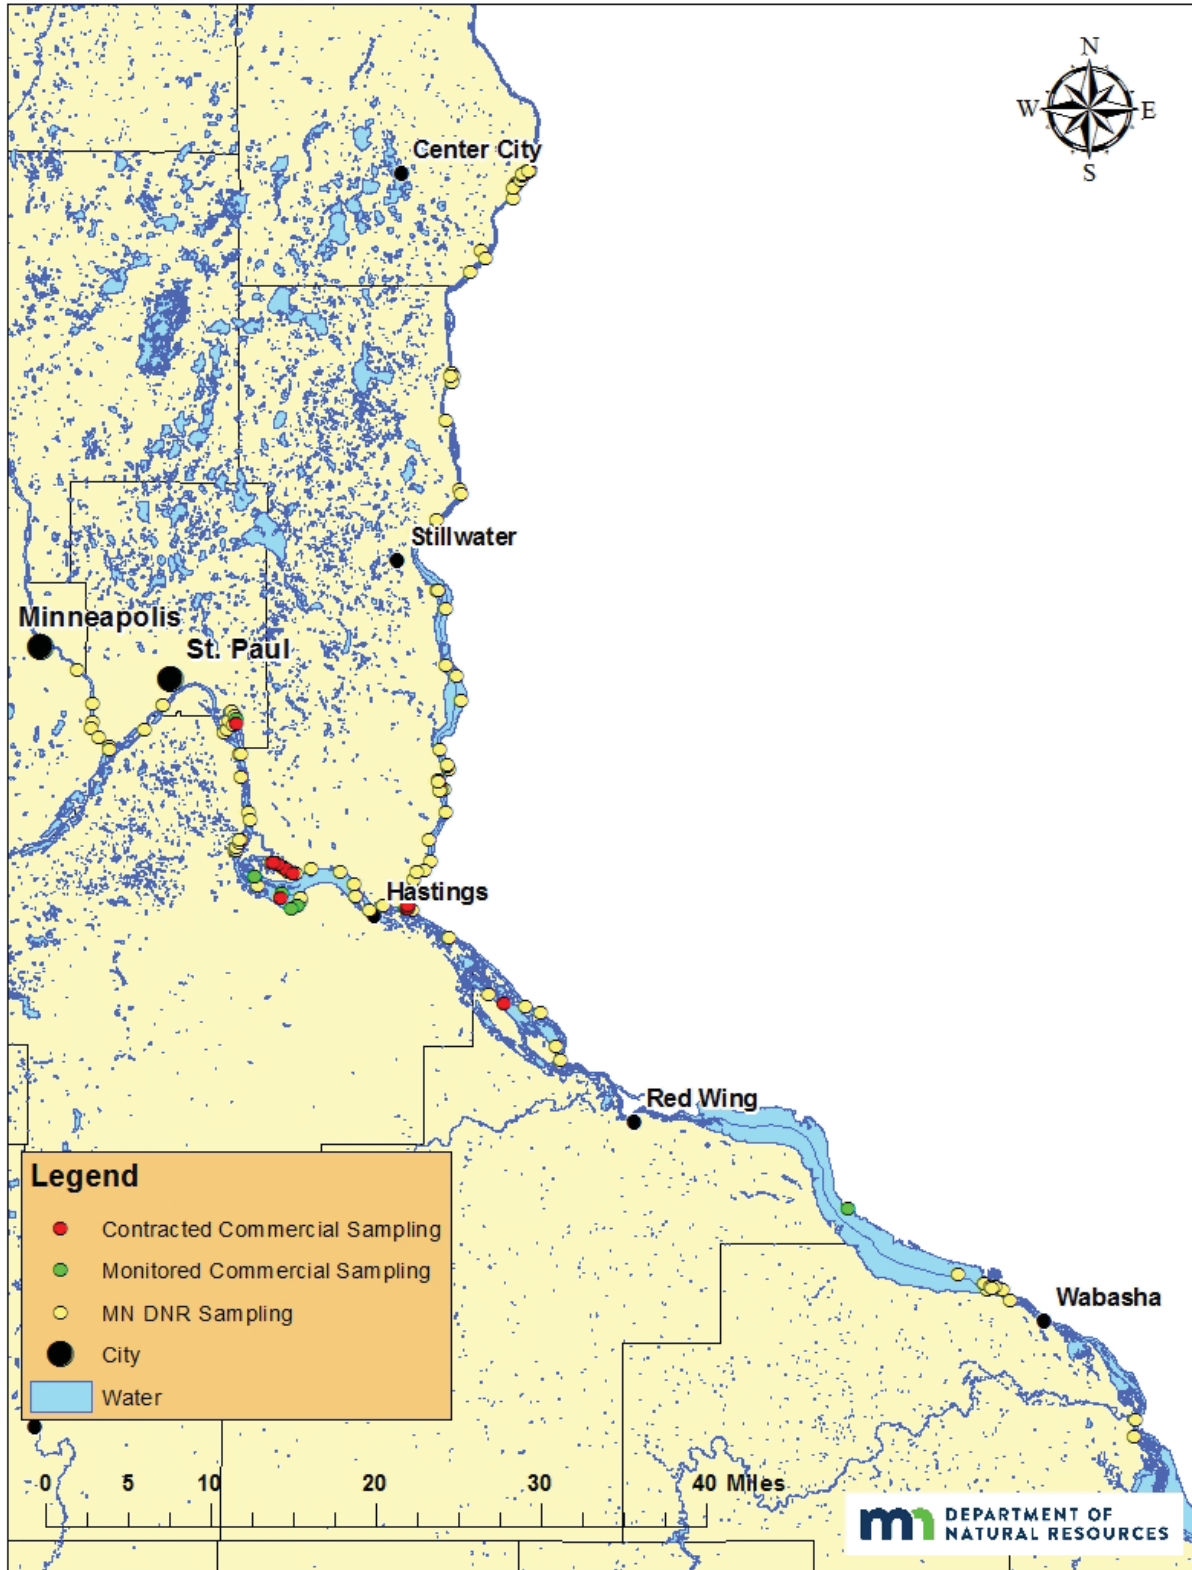 N
W
E
S
Center City
Stillwater
Minneapolis
St. Paul
Hastings
Red Wing
Wabasha
Legend
Contracted Commercial Sampling
Monitored Commercial Sampling
MN DNR Sampling
City
Water
0 5 10 20 30 40 Miles
mn DEPARTMENT OF
NATURAL RESOURCES